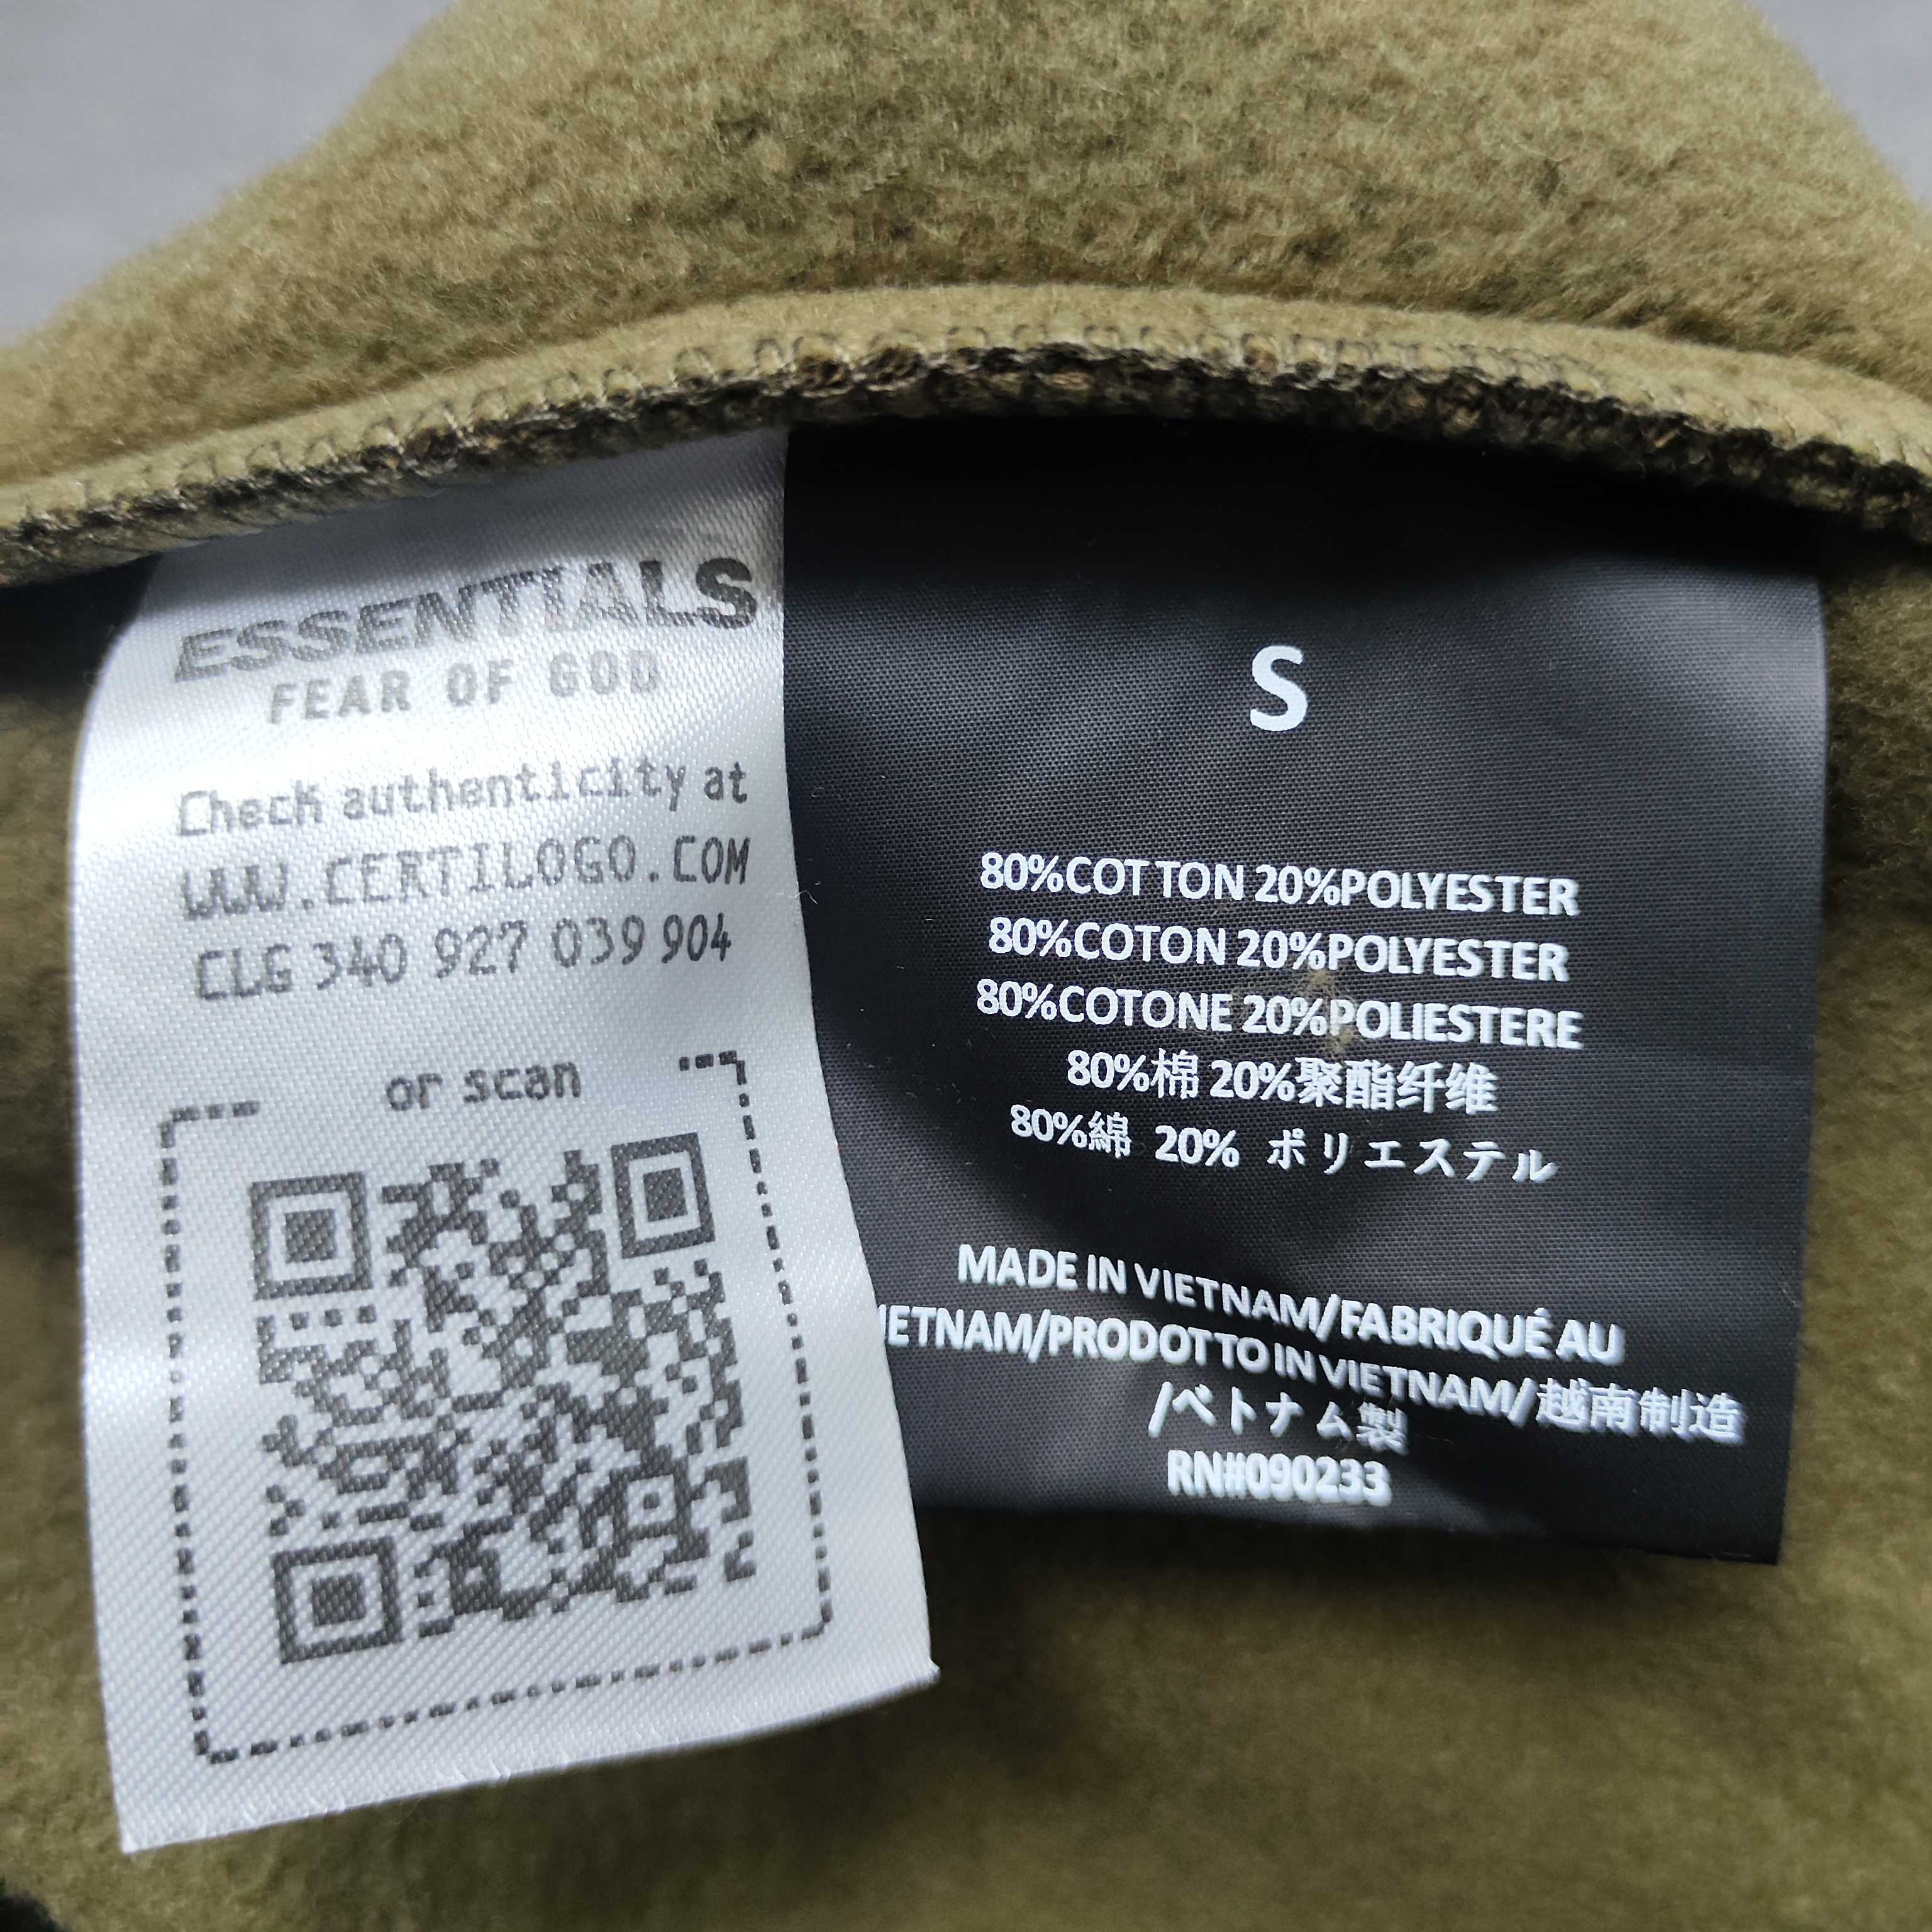 ESSENTIALS
FEAR OF GOD
Check authenticity at
WWW.CERTILOGO.COM
CLG 340 927 039 904
or scan
S
80%COTTON 20%POLYESTER
80%COTON 20%POLYESTER
80%COTONE 20%POLIESTERE
80%棉 20%聚酯纤维
80%綿 20% ポリエステル
MADE IN VIETNAM/FABRIQUÉ AU
IETNAM/PRODOTTO IN VIETNAM/越南制造
/ベトナム製
RN#090233